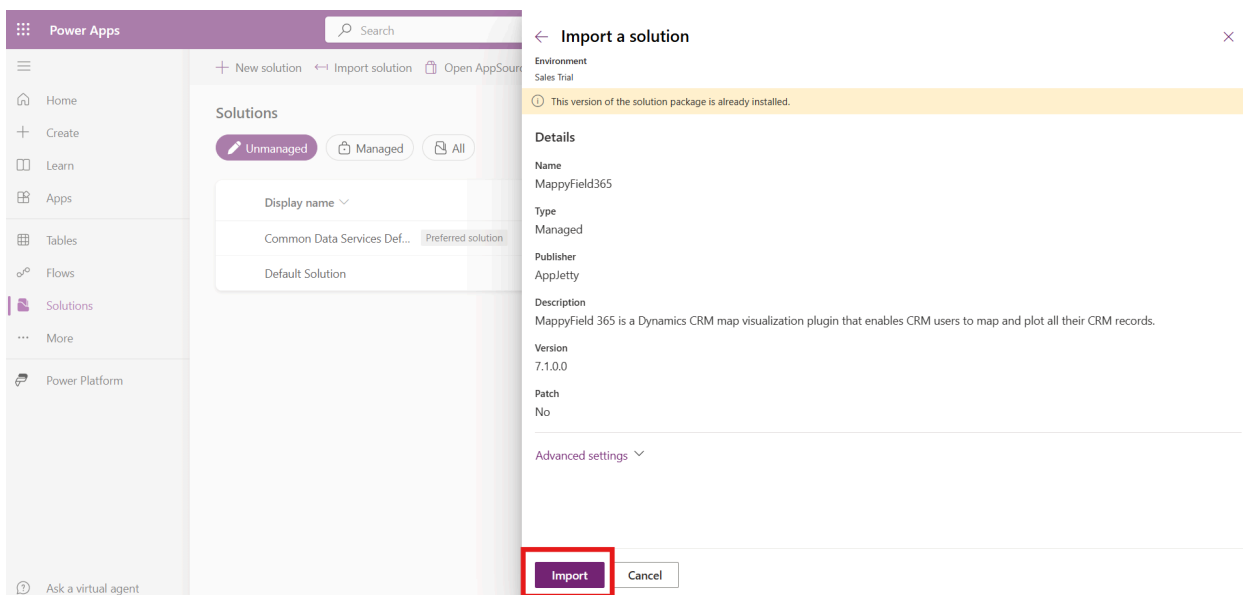 Power Apps
Search
Home
Create
Learn
Apps
Tables
Flows
Solutions
More
Power Platform
Ask a virtual agent
New solution
Import solution
Open AppSourc
Solutions
Unmanaged
Managed
All
Display name
Common Data Services Def...
Preferred solution
Default Solution
Import a solution
Environment
Sales Trial
This version of the solution package is already installed.
Details
Name
MappyField365
Type
Managed
Publisher
AppJetty
Description
MappyField 365 is a Dynamics CRM map visualization plugin that enables CRM users to map and plot all their CRM records.
Version
7.1.0.0
Patch
No
Advanced settings
Import
Cancel